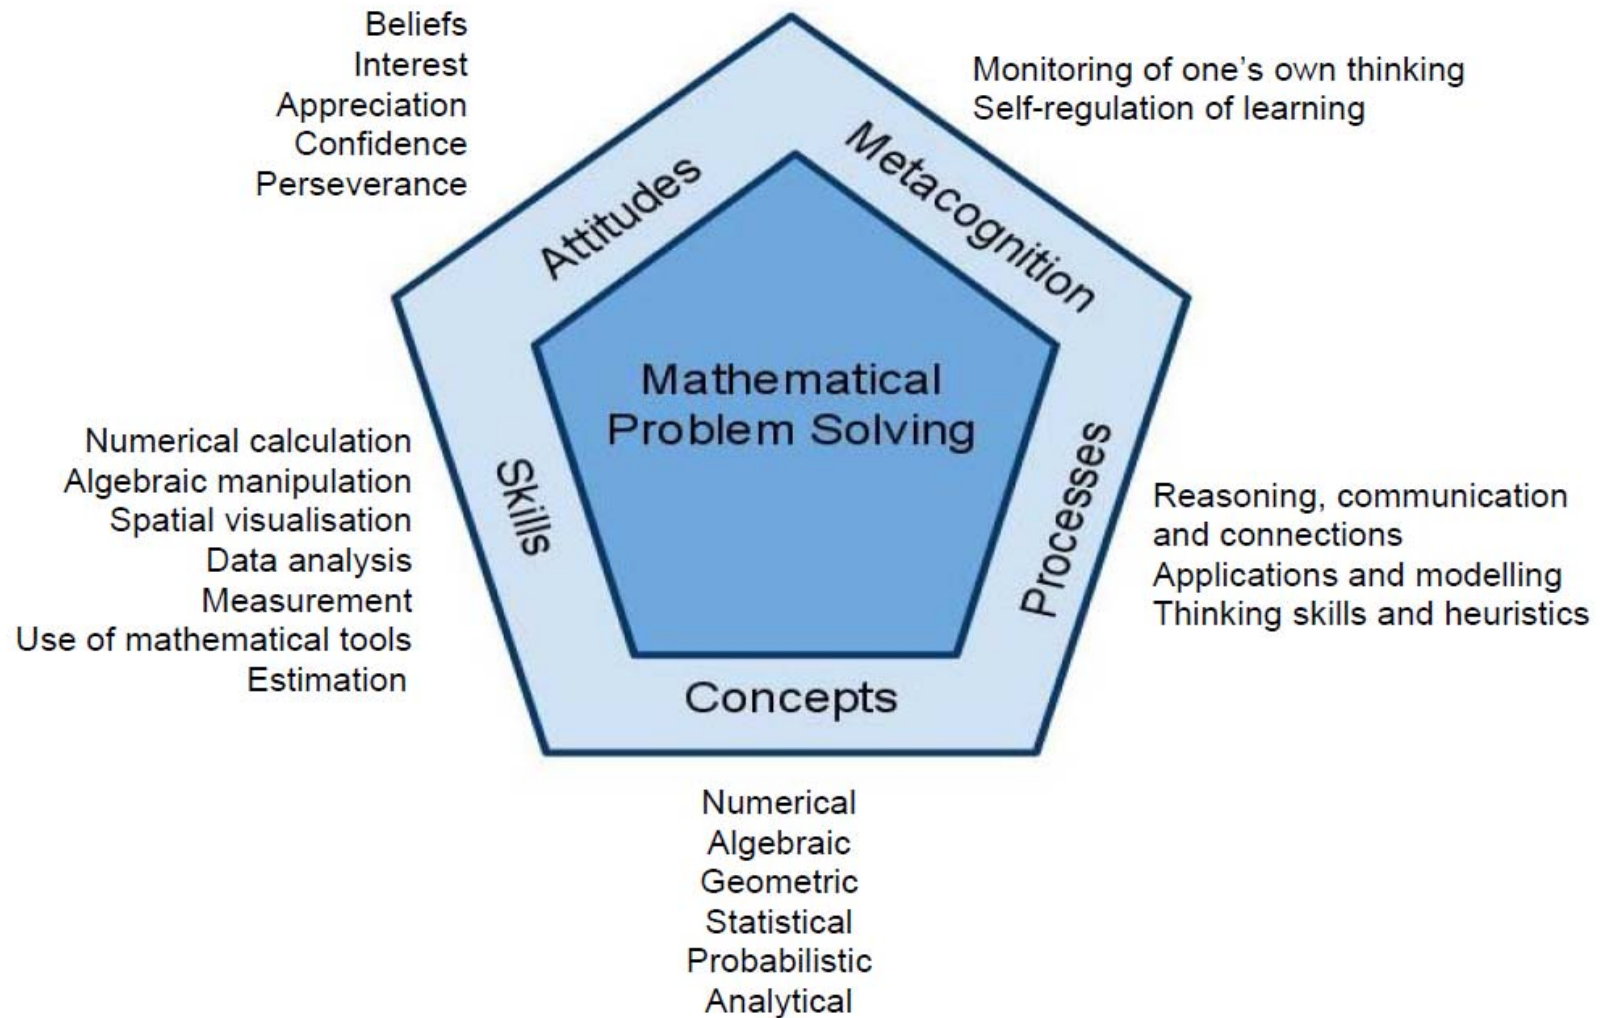 Beliefs
Interest
Appreciation
Confidence
Perseverance
Monitoring of one's own thinking
Self-regulation of learning
Attitudes
Metacognition
Mathematical
Problem Solving
Skills
Processes
Concepts
Numerical calculation
Algebraic manipulation
Spatial visualisation
Data analysis
Measurement
Use of mathematical tools
Estimation
Reasoning, communication
and connections
Applications and modelling
Thinking skills and heuristics
Numerical
Algebraic
Geometric
Statistical
Probabilistic
Analytical